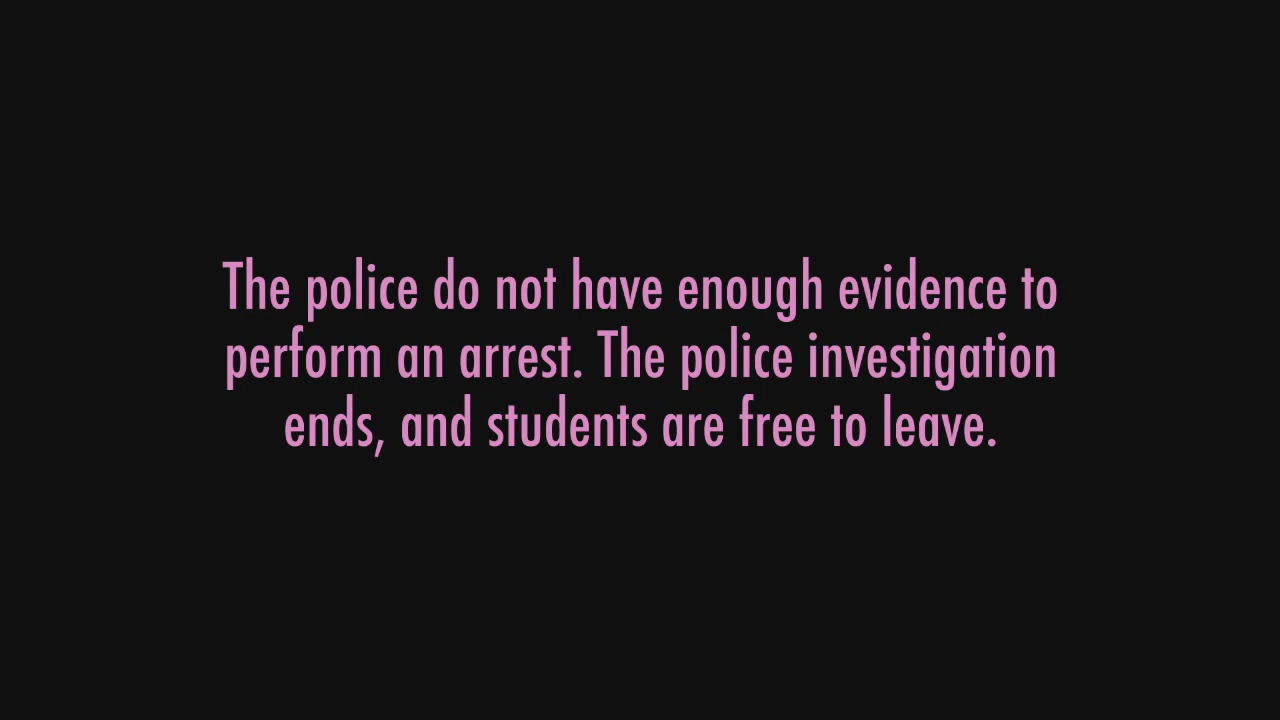 The police do not have enough evidence to
perform an arrest. The police investigation
ends, and students are free to leave.